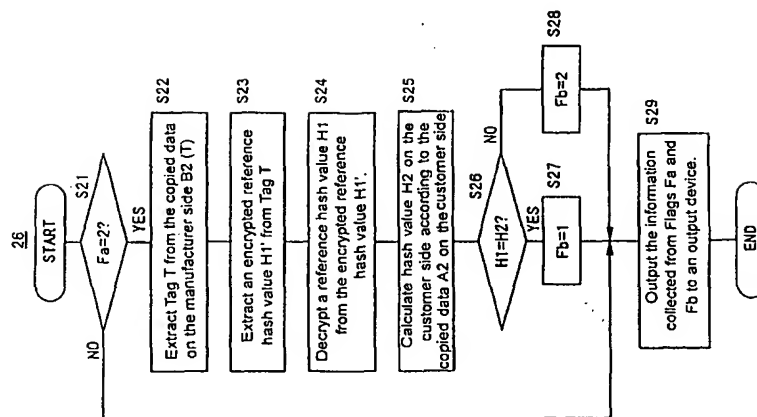 26
START
S21
Fa=2?
NO
YES
S22
Extract Tag T from the copied data
on the manufacturer side B2 (T)
S23
Extract an encrypted reference
hash value H1' from Tag T
S24
Decrypt a reference hash value H1
from the encrypted reference
hash value H1'.
S25
Calculate hash value H2 on the
customer side according to the
copied data A2 on the customer side.
S26
H1=H2?
NO
YES
S27
Fb=1
S28
Fb=2
S29
Output the information
collected from Flags Fa and
Fb to an output device.
END